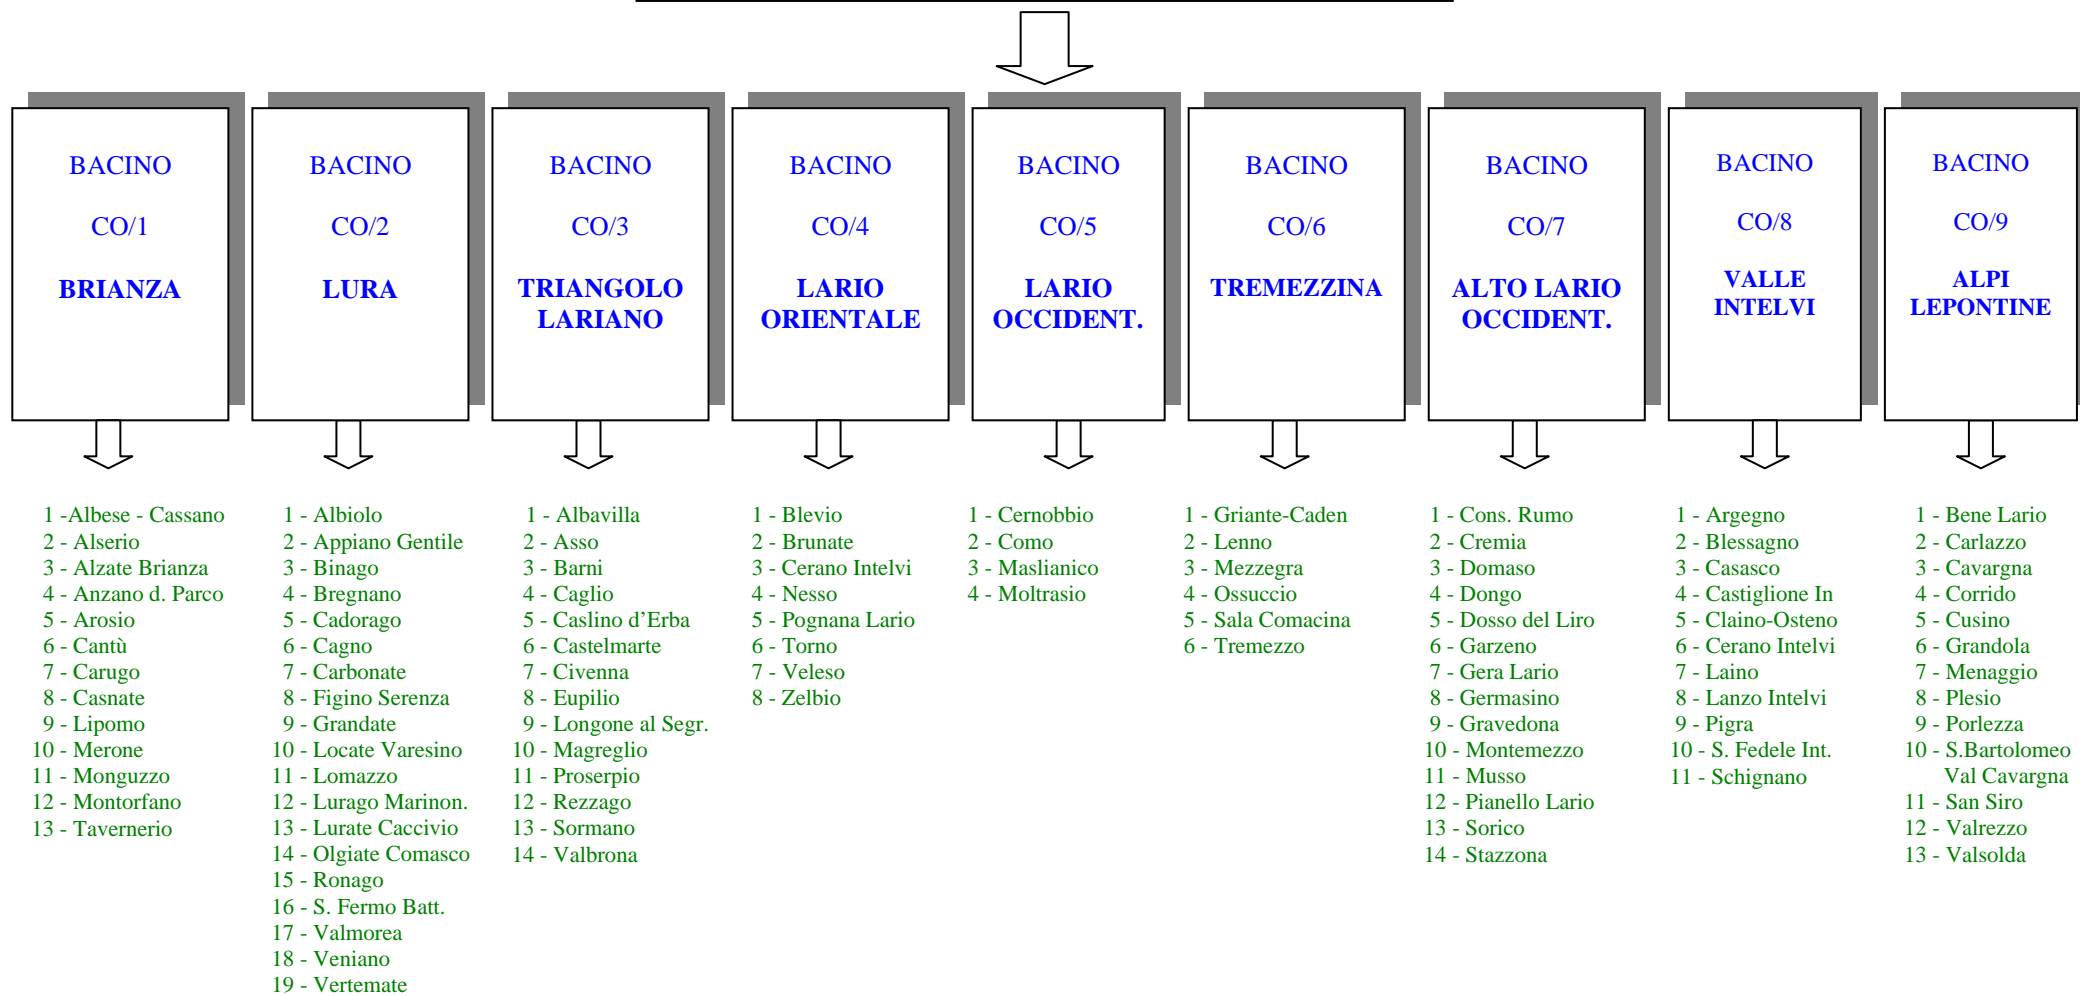 BACINO
CO/1
BRIANZA
BACINO
CO/2
LURA
BACINO
CO/3
TRIANGOLO
LARIANO
BACINO
CO/4
LARIO
ORIENTALE
BACINO
CO/5
LARIO
OCCIDENT.
BACINO
CO/6
TREMEZZINA
BACINO
CO/7
ALTO LARIO
OCCIDENT.
BACINO
CO/8
VALLE
INTELVI
BACINO
CO/9
ALPI
LEPONTINE
1 -Albese - Cassano
2 - Alserio
3 - Alzate Brianza
4 - Anzano d. Parco
5 - Arosio
6 - Cantù
7 - Carugo
8 - Casnate
9 - Lipomo
10 - Merone
11 - Monguzzo
12 - Montorfano
13 - Tavernerio
1 - Albiolo
2 - Appiano Gentile
3 - Binago
4 - Bregnano
5 - Cadorago
6 - Cagno
7 - Carbonate
8 - Figino Serenza
9 - Grandate
10 - Locate Varesino
11 - Lomazzo
12 - Lurago Marinon.
13 - Lurate Caccivio
14 - Olgiate Comasco
15 - Ronago
16 - S. Fermo Batt.
17 - Valmorea
18 - Veniano
19 - Vertemate
1 - Albavilla
2 - Asso
3 - Barni
4 - Caglio
5 - Caslino d’Erba
6 - Castelmarte
7 - Civenna
8 - Eupilio
9 - Longone al Segr.
10 - Magreglio
11 - Proserpio
12 - Rezzago
13 - Sormano
14 - Valbrona
1 - Blevio
2 - Brunate
3 - Cerano Intelvi
4 - Nesso
5 - Pognana Lario
6 - Torno
7 - Veleso
8 - Zelbio
1 - Cernobbio
2 - Como
3 - Maslianico
4 - Moltrasio
1 - Griante-Caden
2 - Lenno
3 - Mezzegra
4 - Ossuccio
5 - Sala Comacina
6 - Tremezzo
1 - Cons. Rumo
2 - Cremia
3 - Domaso
4 - Dongo
5 - Dosso del Liro
6 - Garzeno
7 - Gera Lario
8 - Germasino
9 - Gravedona
10 - Montemezzo
11 - Musso
12 - Pianello Lario
13 - Sorico
14 - Stazzona
1 - Argegno
2 - Blessagno
3 - Casasco
4 - Castiglione In
5 - Claino-Osteno
6 - Cerano Intelvi
7 - Laino
8 - Lanzo Intelvi
9 - Pigra
10 - S. Fedele Int.
11 - Schignano
1 - Bene Lario
2 - Carlazzo
3 - Cavargna
4 - Corrido
5 - Cusino
6 - Grandola
7 - Menaggio
8 - Plesio
9 - Porlezza
10 - S.Bartolomeo
Val Cavargna
11 - San Siro
12 - Valrezzo
13 - Valsolda